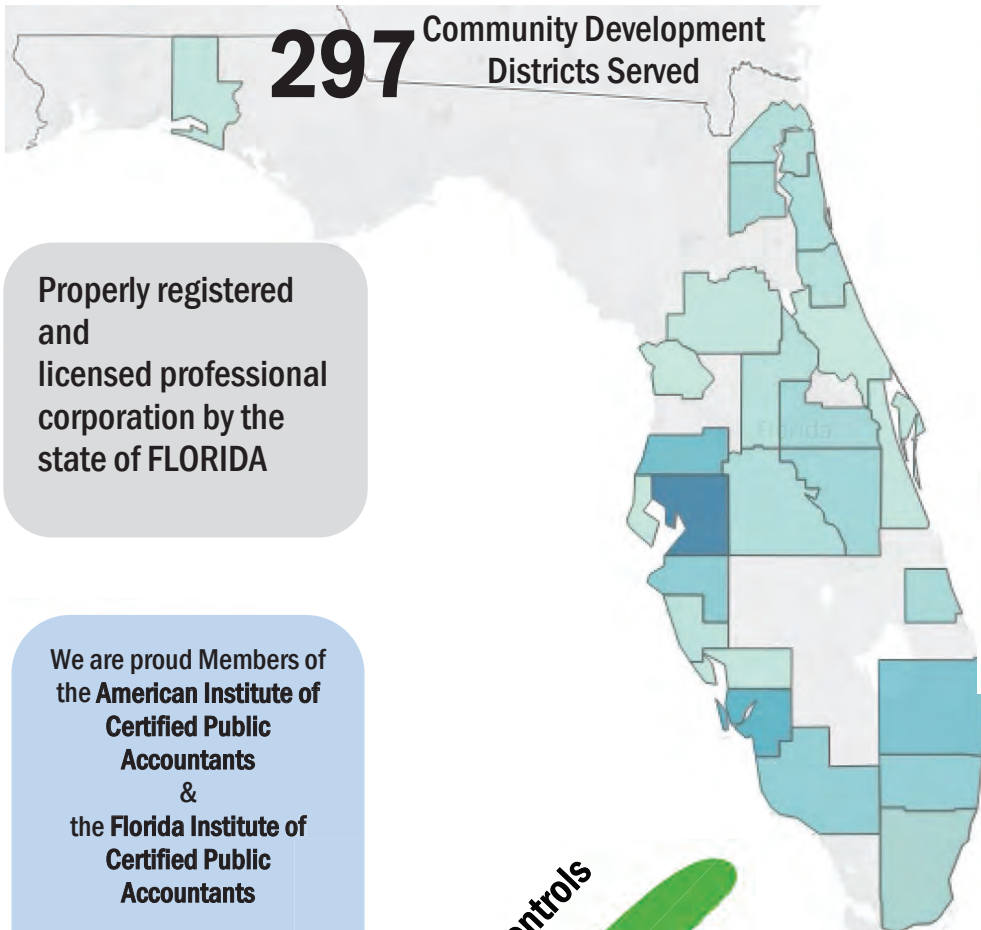 297
Community Development
Districts Served
Properly registered
and
licensed professional
corporation by the
state of FLORIDA
Florida
We are proud Members of
the American Institute of
Certified Public
Accountants
&
the Florida Institute of
Certified Public
Accountants